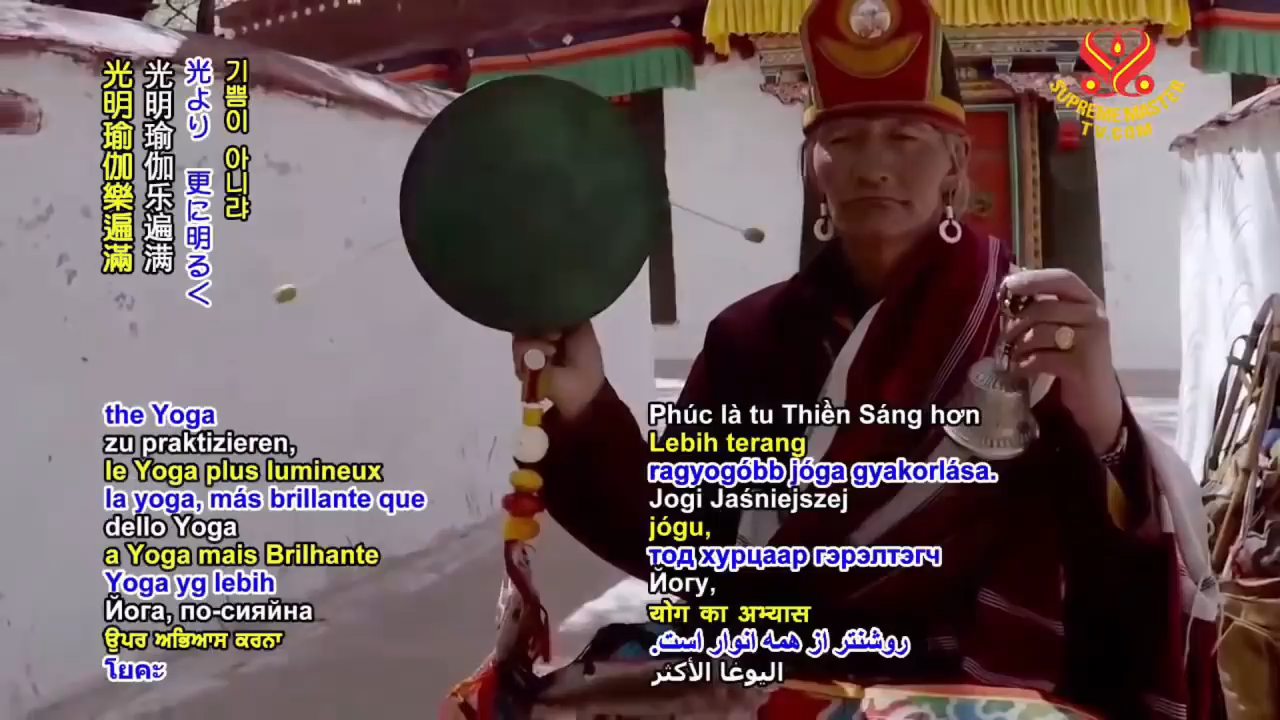 기쁨이 아니라
光より 更に明るく
光明瑜伽乐遍满
光明瑜伽樂遍滿
SUPREME MASTER
TV.COM
the Yoga
zu praktizieren,
le Yoga plus lumineux
la yoga, más brillante que
dello Yoga
a Yoga mais Brilhante
Yoga yg lebih
Йога, по-сияйна
ਉਪਰ ਅਭਿਆਸ ਕਰਨਾ
โยคะ
Phúc là tu Thiền Sáng hơn
Lebih terang
ragyogóbb jóga gyakorlása.
Jogi Jaśniejszej
jógu,
тод хурцаар гэрэлтэгч
Йогу,
योग का अभ्यास
روشنتر از همه انوار است.
اليوغا الأكثر